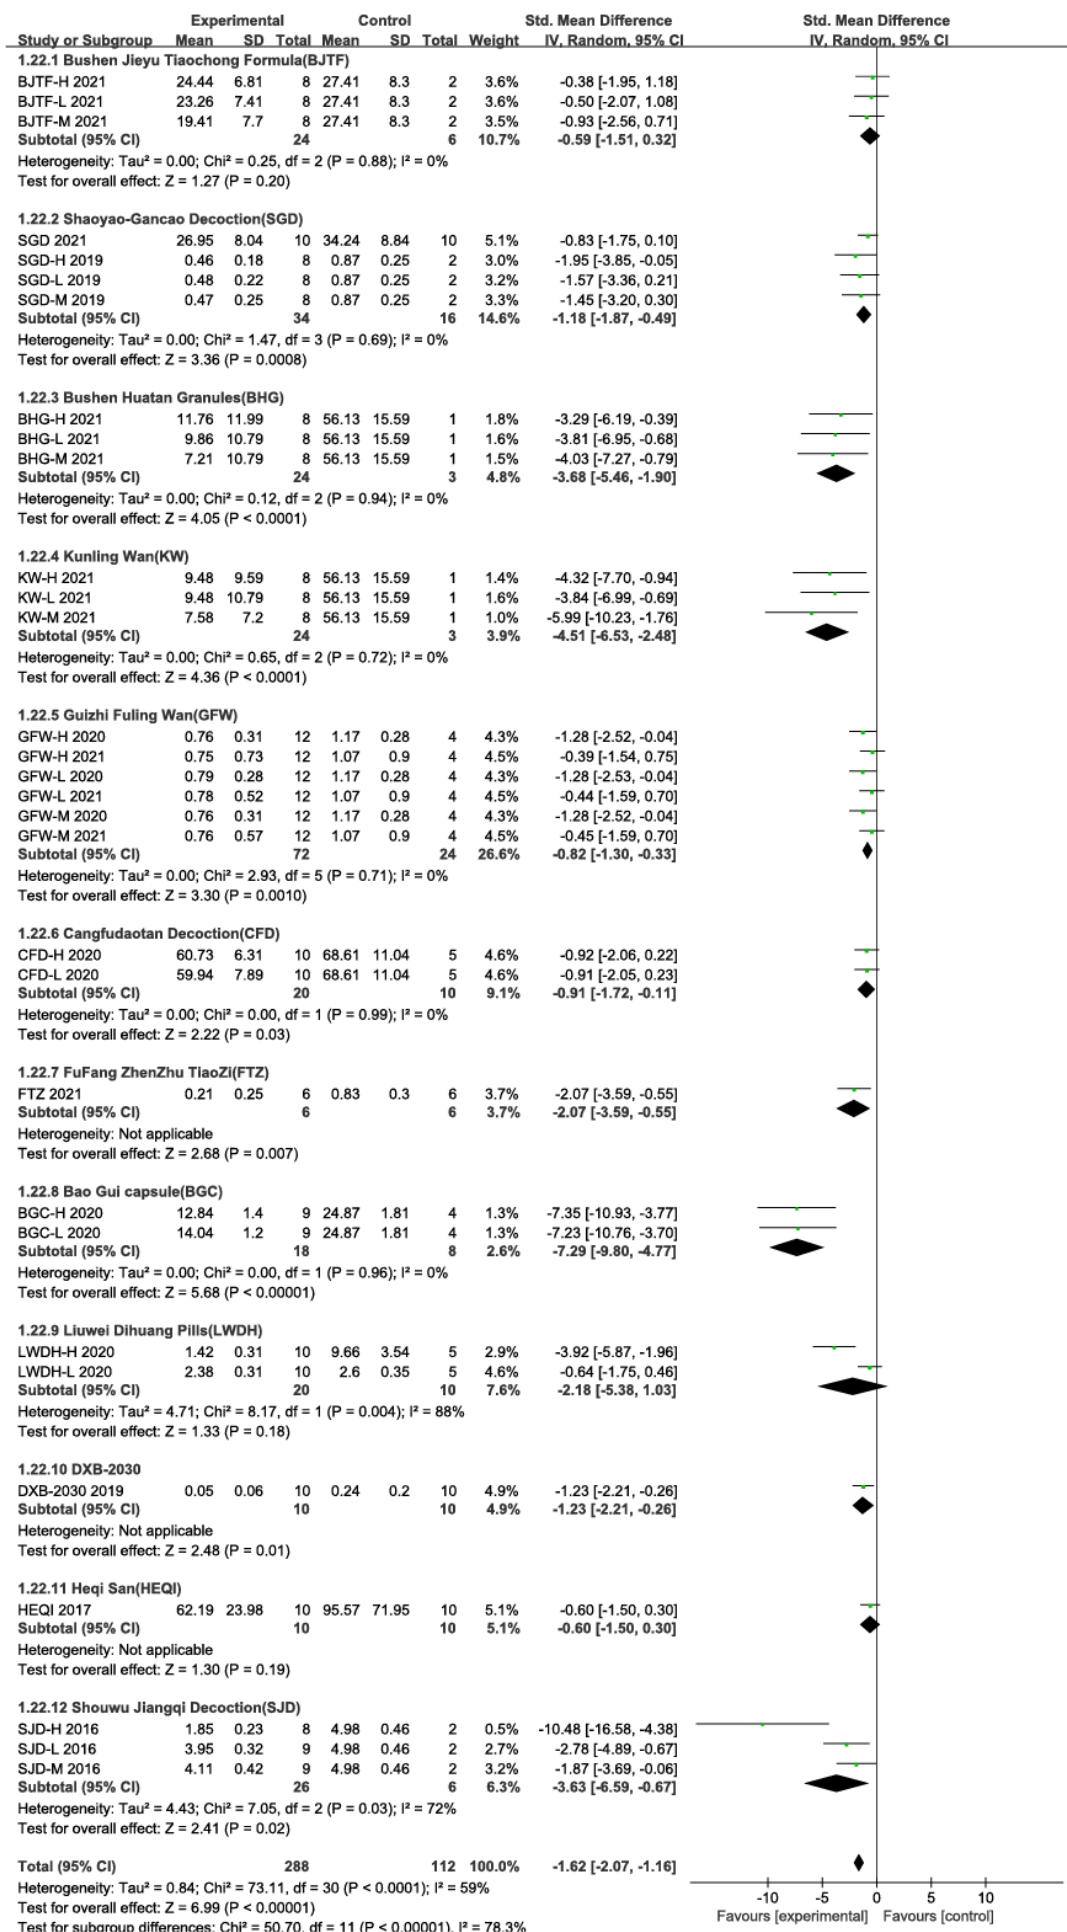 Experimental Control Std. Mean Difference Std. Mean Difference
Study or Subgroup Mean SD Total Mean SD Total Weight IV, Random, 95% CI IV, Random, 95% CI
1.22.1 Bushen Jieyu Tiaochong Formula(BJTF)
BJTF-H 2021 24.44 6.81 8 27.41 8.3 2 3.6% -0.38 [-1.95, 1.18]
BJTF-L 2021 23.26 7.41 8 27.41 8.3 2 3.6% -0.50 [-2.07, 1.08]
BJTF-M 2021 19.41 7.7 8 27.41 8.3 2 3.5% -0.93 [-2.56, 0.71]
Subtotal (95% CI) 24 6 10.7% -0.59 [-1.51, 0.32]
Heterogeneity: Tau² = 0.00; Chi² = 0.25, df = 2 (P = 0.88); I² = 0%
Test for overall effect: Z = 1.27 (P = 0.20)
1.22.2 Shaoyao-Gancao Decoction(SGD)
SGD 2021 26.95 8.04 10 34.24 8.84 10 5.1% -0.83 [-1.75, 0.10]
SGD-H 2019 0.46 0.18 8 0.87 0.25 2 3.0% -1.95 [-3.85, -0.05]
SGD-L 2019 0.48 0.22 8 0.87 0.25 2 3.2% -1.57 [-3.36, 0.21]
SGD-M 2019 0.47 0.25 8 0.87 0.25 2 3.3% -1.45 [-3.20, 0.30]
Subtotal (95% CI) 34 16 14.6% -1.18 [-1.87, -0.49]
Heterogeneity: Tau² = 0.00; Chi² = 1.47, df = 3 (P = 0.69); I² = 0%
Test for overall effect: Z = 3.36 (P = 0.0008)
1.22.3 Bushen Huatan Granules(BHG)
BHG-H 2021 11.76 11.99 8 56.13 15.59 1 1.8% -3.29 [-6.19, -0.39]
BHG-L 2021 9.86 10.79 8 56.13 15.59 1 1.6% -3.81 [-6.95, -0.68]
BHG-M 2021 7.21 10.79 8 56.13 15.59 1 1.5% -4.03 [-7.27, -0.79]
Subtotal (95% CI) 24 3 4.8% -3.68 [-5.46, -1.90]
Heterogeneity: Tau² = 0.00; Chi² = 0.12, df = 2 (P = 0.94); I² = 0%
Test for overall effect: Z = 4.05 (P < 0.0001)
1.22.4 Kunling Wan(KW)
KW-H 2021 9.48 9.59 8 56.13 15.59 1 1.4% -4.32 [-7.70, -0.94]
KW-L 2021 9.48 10.79 8 56.13 15.59 1 1.6% -3.84 [-6.99, -0.69]
KW-M 2021 7.58 7.2 8 56.13 15.59 1 1.0% -5.99 [-10.23, -1.76]
Subtotal (95% CI) 24 3 3.9% -4.51 [-6.53, -2.48]
Heterogeneity: Tau² = 0.00; Chi² = 0.65, df = 2 (P = 0.72); I² = 0%
Test for overall effect: Z = 4.36 (P < 0.0001)
1.22.5 Guizhi Fuling Wan(GFW)
GFW-H 2020 0.76 0.31 12 1.17 0.28 4 4.3% -1.28 [-2.52, -0.04]
GFW-H 2021 0.75 0.73 12 1.07 0.9 4 4.5% -0.39 [-1.54, 0.75]
GFW-L 2020 0.79 0.28 12 1.17 0.28 4 4.3% -1.28 [-2.53, -0.04]
GFW-L 2021 0.78 0.52 12 1.07 0.9 4 4.5% -0.44 [-1.59, 0.70]
GFW-M 2020 0.76 0.31 12 1.17 0.28 4 4.3% -1.28 [-2.52, -0.04]
GFW-M 2021 0.76 0.57 12 1.07 0.9 4 4.5% -0.45 [-1.59, 0.70]
Subtotal (95% CI) 72 24 26.6% -0.82 [-1.30, -0.33]
Heterogeneity: Tau² = 0.00; Chi² = 2.93, df = 5 (P = 0.71); I² = 0%
Test for overall effect: Z = 3.30 (P = 0.0010)
1.22.6 Cangfudaotan Decoction(CFD)
CFD-H 2020 60.73 6.31 10 68.61 11.04 5 4.6% -0.92 [-2.06, 0.22]
CFD-L 2020 59.94 7.89 10 68.61 11.04 5 4.6% -0.91 [-2.05, 0.23]
Subtotal (95% CI) 20 10 9.1% -0.91 [-1.72, -0.11]
Heterogeneity: Tau² = 0.00; Chi² = 0.00, df = 1 (P = 0.99); I² = 0%
Test for overall effect: Z = 2.22 (P = 0.03)
1.22.7 FuFang ZhenZhu TiaoZi(FTZ)
FTZ 2021 0.21 0.25 6 0.83 0.3 6 3.7% -2.07 [-3.59, -0.55]
Subtotal (95% CI) 6 6 3.7% -2.07 [-3.59, -0.55]
Heterogeneity: Not applicable
Test for overall effect: Z = 2.68 (P = 0.007)
1.22.8 Bao Gui capsule(BGC)
BGC-H 2020 12.84 1.4 9 24.87 1.81 4 1.3% -7.35 [-10.93, -3.77]
BGC-L 2020 14.04 1.2 9 24.87 1.81 4 1.3% -7.23 [-10.76, -3.70]
Subtotal (95% CI) 18 8 2.6% -7.29 [-9.80, -4.77]
Heterogeneity: Tau² = 0.00; Chi² = 0.00, df = 1 (P = 0.96); I² = 0%
Test for overall effect: Z = 5.68 (P < 0.00001)
1.22.9 Liuwei Dihuang Pills(LWDH)
LWDH-H 2020 1.42 0.31 10 9.66 3.54 5 2.9% -3.92 [-5.87, -1.96]
LWDH-L 2020 2.38 0.31 10 2.6 0.35 5 4.6% -0.64 [-1.75, 0.46]
Subtotal (95% CI) 20 10 7.6% -2.18 [-5.38, 1.03]
Heterogeneity: Tau² = 4.71; Chi² = 8.17, df = 1 (P = 0.004); I² = 88%
Test for overall effect: Z = 1.33 (P = 0.18)
1.22.10 DXB-2030
DXB-2030 2019 0.05 0.06 10 0.24 0.2 10 4.9% -1.23 [-2.21, -0.26]
Subtotal (95% CI) 10 10 4.9% -1.23 [-2.21, -0.26]
Heterogeneity: Not applicable
Test for overall effect: Z = 2.48 (P = 0.01)
1.22.11 Heqi San(HEQI)
HEQI 2017 62.19 23.98 10 95.57 71.95 10 5.1% -0.60 [-1.50, 0.30]
Subtotal (95% CI) 10 10 5.1% -0.60 [-1.50, 0.30]
Heterogeneity: Not applicable
Test for overall effect: Z = 1.30 (P = 0.19)
1.22.12 Shouwu Jiangqi Decoction(SJD)
SJD-H 2016 1.85 0.23 8 4.98 0.46 2 0.5% -10.48 [-16.58, -4.38]
SJD-L 2016 3.95 0.32 9 4.98 0.46 2 2.7% -2.78 [-4.89, -0.67]
SJD-M 2016 4.11 0.42 9 4.98 0.46 2 3.2% -1.87 [-3.69, -0.06]
Subtotal (95% CI) 26 6 6.3% -3.63 [-6.59, -0.67]
Heterogeneity: Tau² = 4.43; Chi² = 7.05, df = 2 (P = 0.03); I² = 72%
Test for overall effect: Z = 2.41 (P = 0.02)
Total (95% CI) 288 112 100.0% -1.62 [-2.07, -1.16]
Heterogeneity: Tau² = 0.84; Chi² = 73.11, df = 30 (P < 0.0001); I² = 59%
Test for overall effect: Z = 6.99 (P < 0.00001)
Test for subgroup differences: Chi² = 50.70, df = 11 (P < 0.00001), I² = 78.3%
-10 -5 0 5 10
Favours [experimental] Favours [control]